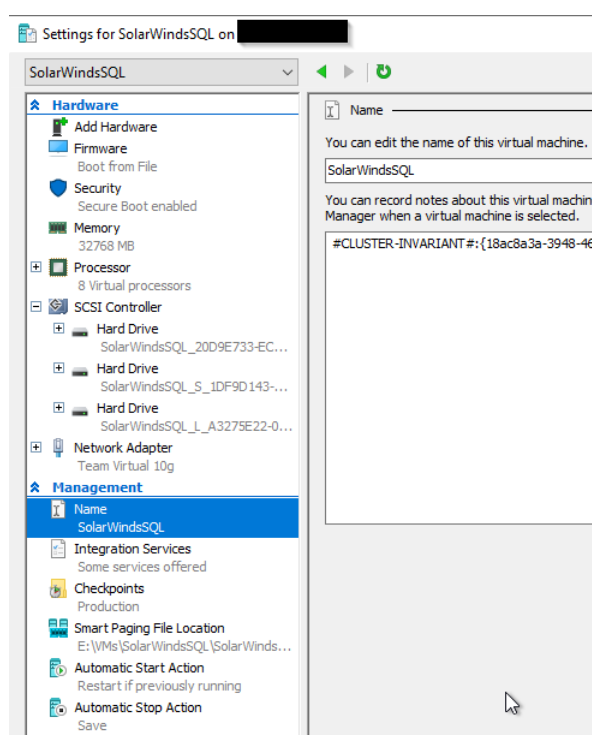 Settings for SolarWindsSQL on
SolarWindsSQL
Hardware
Add Hardware
Firmware
Boot from File
Security
Secure Boot enabled
Memory
32768 MB
Processor
8 Virtual processors
SCSI Controller
Hard Drive
SolarWindsSQL_20D9E733-EC...
Hard Drive
SolarWindsSQL_S_1DF9D143-...
Hard Drive
SolarWindsSQL_L_A3275E22-0...
Network Adapter
Team Virtual 10g
Management
Name
SolarWindsSQL
Integration Services
Some services offered
Checkpoints
Production
Smart Paging File Location
E:\VMs\SolarWindsSQL\SolarWinds...
Automatic Start Action
Restart if previously running
Automatic Stop Action
Save
Name
You can edit the name of this virtual machine.
SolarWindsSQL
You can record notes about this virtual machin
Manager when a virtual machine is selected.
#CLUSTER-INVARIANT#:{18ac8a3a-3948-46